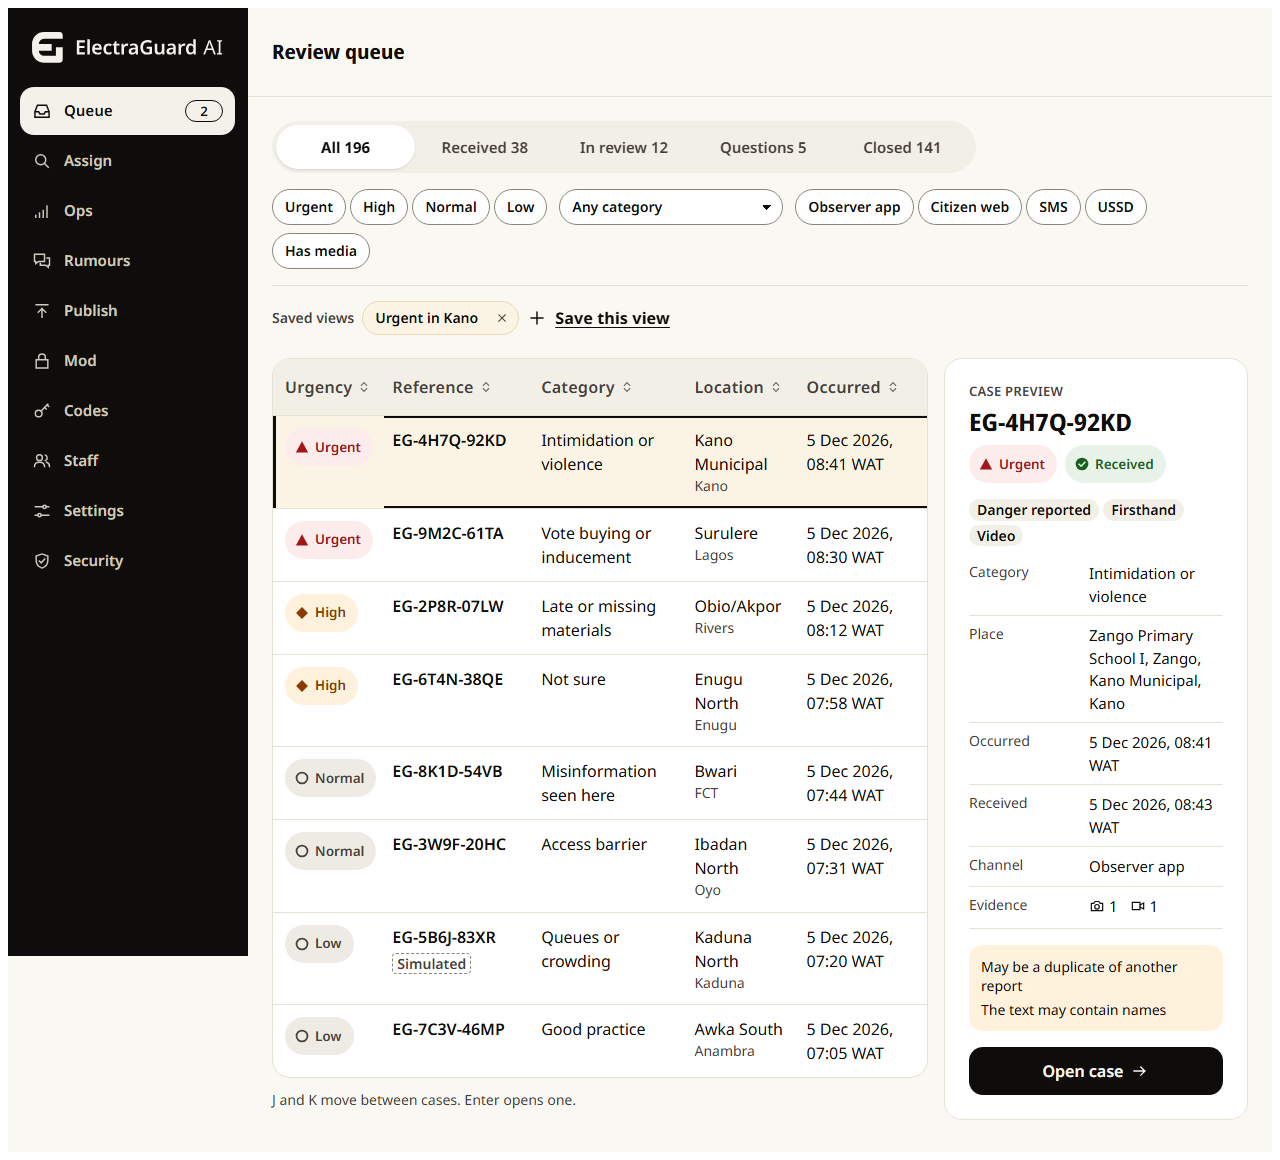 ElectraGuard AI
Queue 2
Assign
Ops
Rumours
Publish
Mod
Codes
Staff
Settings
Security
Review queue
All 196 Received 38 In review 12 Questions 5 Closed 141
Urgent High Normal Low Any category Observer app Citizen web SMS USSD
Has media
Saved views Urgent in Kano Save this view
Urgency Reference Category Location Occurred
Urgent EG-4H7Q-92KD Intimidation or Kano 5 Dec 2026,
violence Municipal 08:41 WAT
Kano
Urgent EG-9M2C-61TA Vote buying or Surulere 5 Dec 2026,
inducement Lagos 08:30 WAT
High EG-2P8R-07LW Late or missing Obio/Akpor 5 Dec 2026,
materials Rivers 08:12 WAT
High EG-6T4N-38QE Not sure Enugu 5 Dec 2026,
North 07:58 WAT
Enugu
Normal EG-8K1D-54VB Misinformation Bwari 5 Dec 2026,
seen here FCT 07:44 WAT
Normal EG-3W9F-20HC Access barrier Ibadan 5 Dec 2026,
North 07:31 WAT
Oyo
Low EG-5B6J-83XR Queues or Kaduna 5 Dec 2026,
Simulated crowding North 07:20 WAT
Kaduna
Low EG-7C3V-46MP Good practice Awka South 5 Dec 2026,
Anambra 07:05 WAT
J and K move between cases. Enter opens one.
CASE PREVIEW
EG-4H7Q-92KD
Urgent Received
Danger reported Firsthand
Video
Category Intimidation or
violence
Place Zango Primary
School I, Zango,
Kano Municipal,
Kano
Occurred 5 Dec 2026, 08:41
WAT
Received 5 Dec 2026, 08:43
WAT
Channel Observer app
Evidence 1 1
May be a duplicate of another
report
The text may contain names
Open case